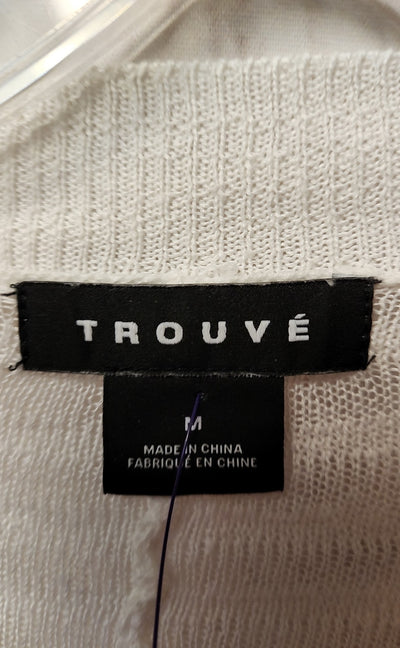 TROUVÉ
M
MADE IN CHINA
FABRIQUÉ EN CHINE